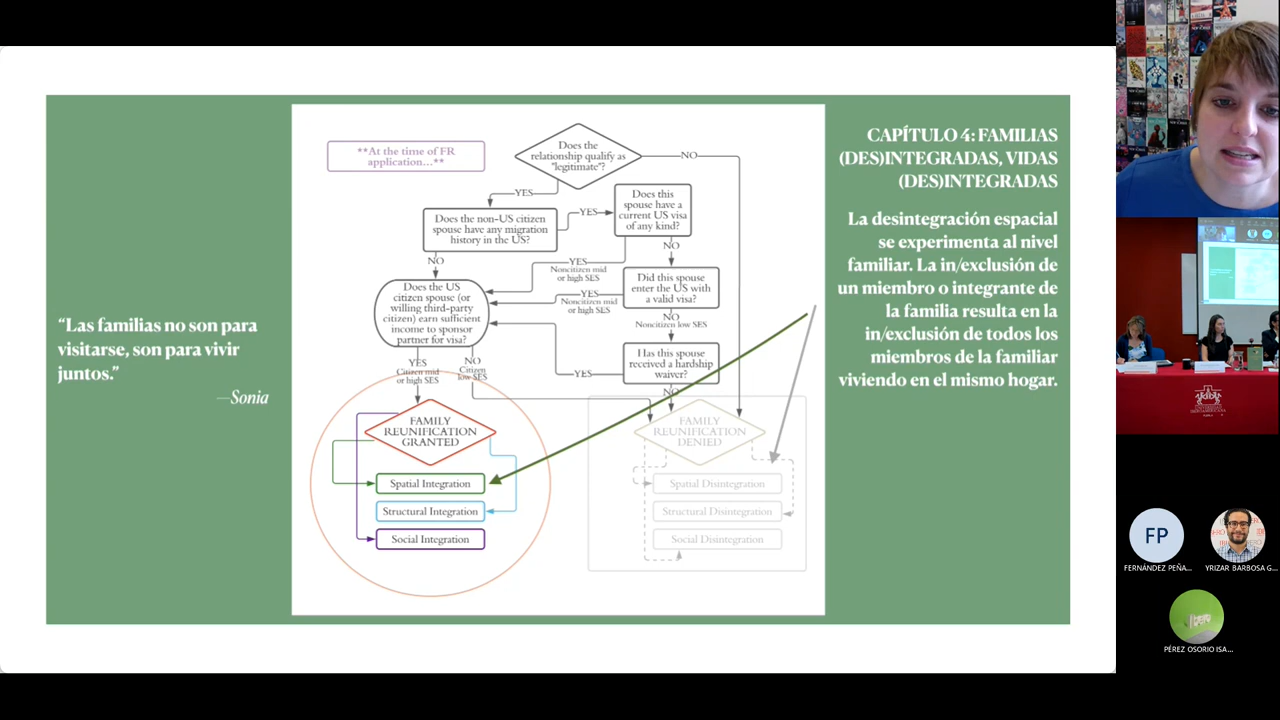 “Las familias no son para
visitarse, son para vivir
juntos.”
—Sonia
**At the time of FR
application…**
Does the
relationship qualify as
"legitimate"?
NO
YES
Does the non-US citizen
spouse have any migration
history in the US?
YES
Does this
spouse have a
current US visa
of any kind?
NO
NO
YES
Noncitizen mid
or high SES
Does the US
citizen spouse (or
willing third-party
citizen) earn sufficient
income to sponsor
partner for visa?
YES
Noncitizen mid
or high SES
Did this spouse
enter the US with
a valid visa?
NO
Noncitizen low SES
YES
Has this spouse
received a hardship
waiver?
NO
YES
Citizen mid
or high SES
NO
Citizen
low SES
FAMILY
REUNIFICATION
GRANTED
Spatial Integration
Structural Integration
Social Integration
FAMILY
REUNIFICATION
DENIED
Spatial Disintegration
Structural Disintegration
Social Disintegration
CAPÍTULO 4: FAMILIAS
(DES)INTEGRADAS, VIDAS
(DES)INTEGRADAS
La desintegración espacial
se experimenta al nivel
familiar. La in/exclusión de
un miembro o integrante de
la familia resulta en la
in/exclusión de todos los
miembros de la familiar
viviendo en el mismo hogar.
FP
FERNÁNDEZ PEÑA...
YRIZAR BARBOSA G...
PÉREZ OSORIO ISA...